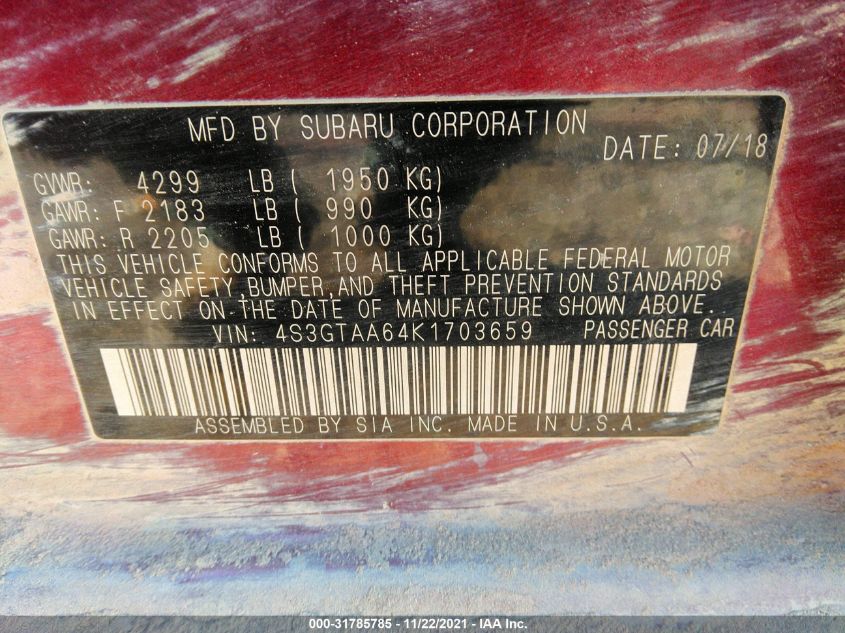 MFD BY SUBARU CORPORATION
DATE: 07/18
GVWR: 4299 LB ( 1950 KG)
GAWR: F 2183 LB ( 990 KG)
GAWR: R 2205 LB ( 1000 KG)
THIS VEHICLE CONFORMS TO ALL APPLICABLE FEDERAL MOTOR
VEHICLE SAFETY, BUMPER, AND THEFT PREVENTION STANDARDS
IN EFFECT ON THE DATE OF MANUFACTURE SHOWN ABOVE.
VIN: 4S3GTAA64K1703659 PASSENGER CAR
ASSEMBLED BY SIA INC. MADE IN U.S.A.
000-31785785 - 11/22/2021 - IAAI.COM